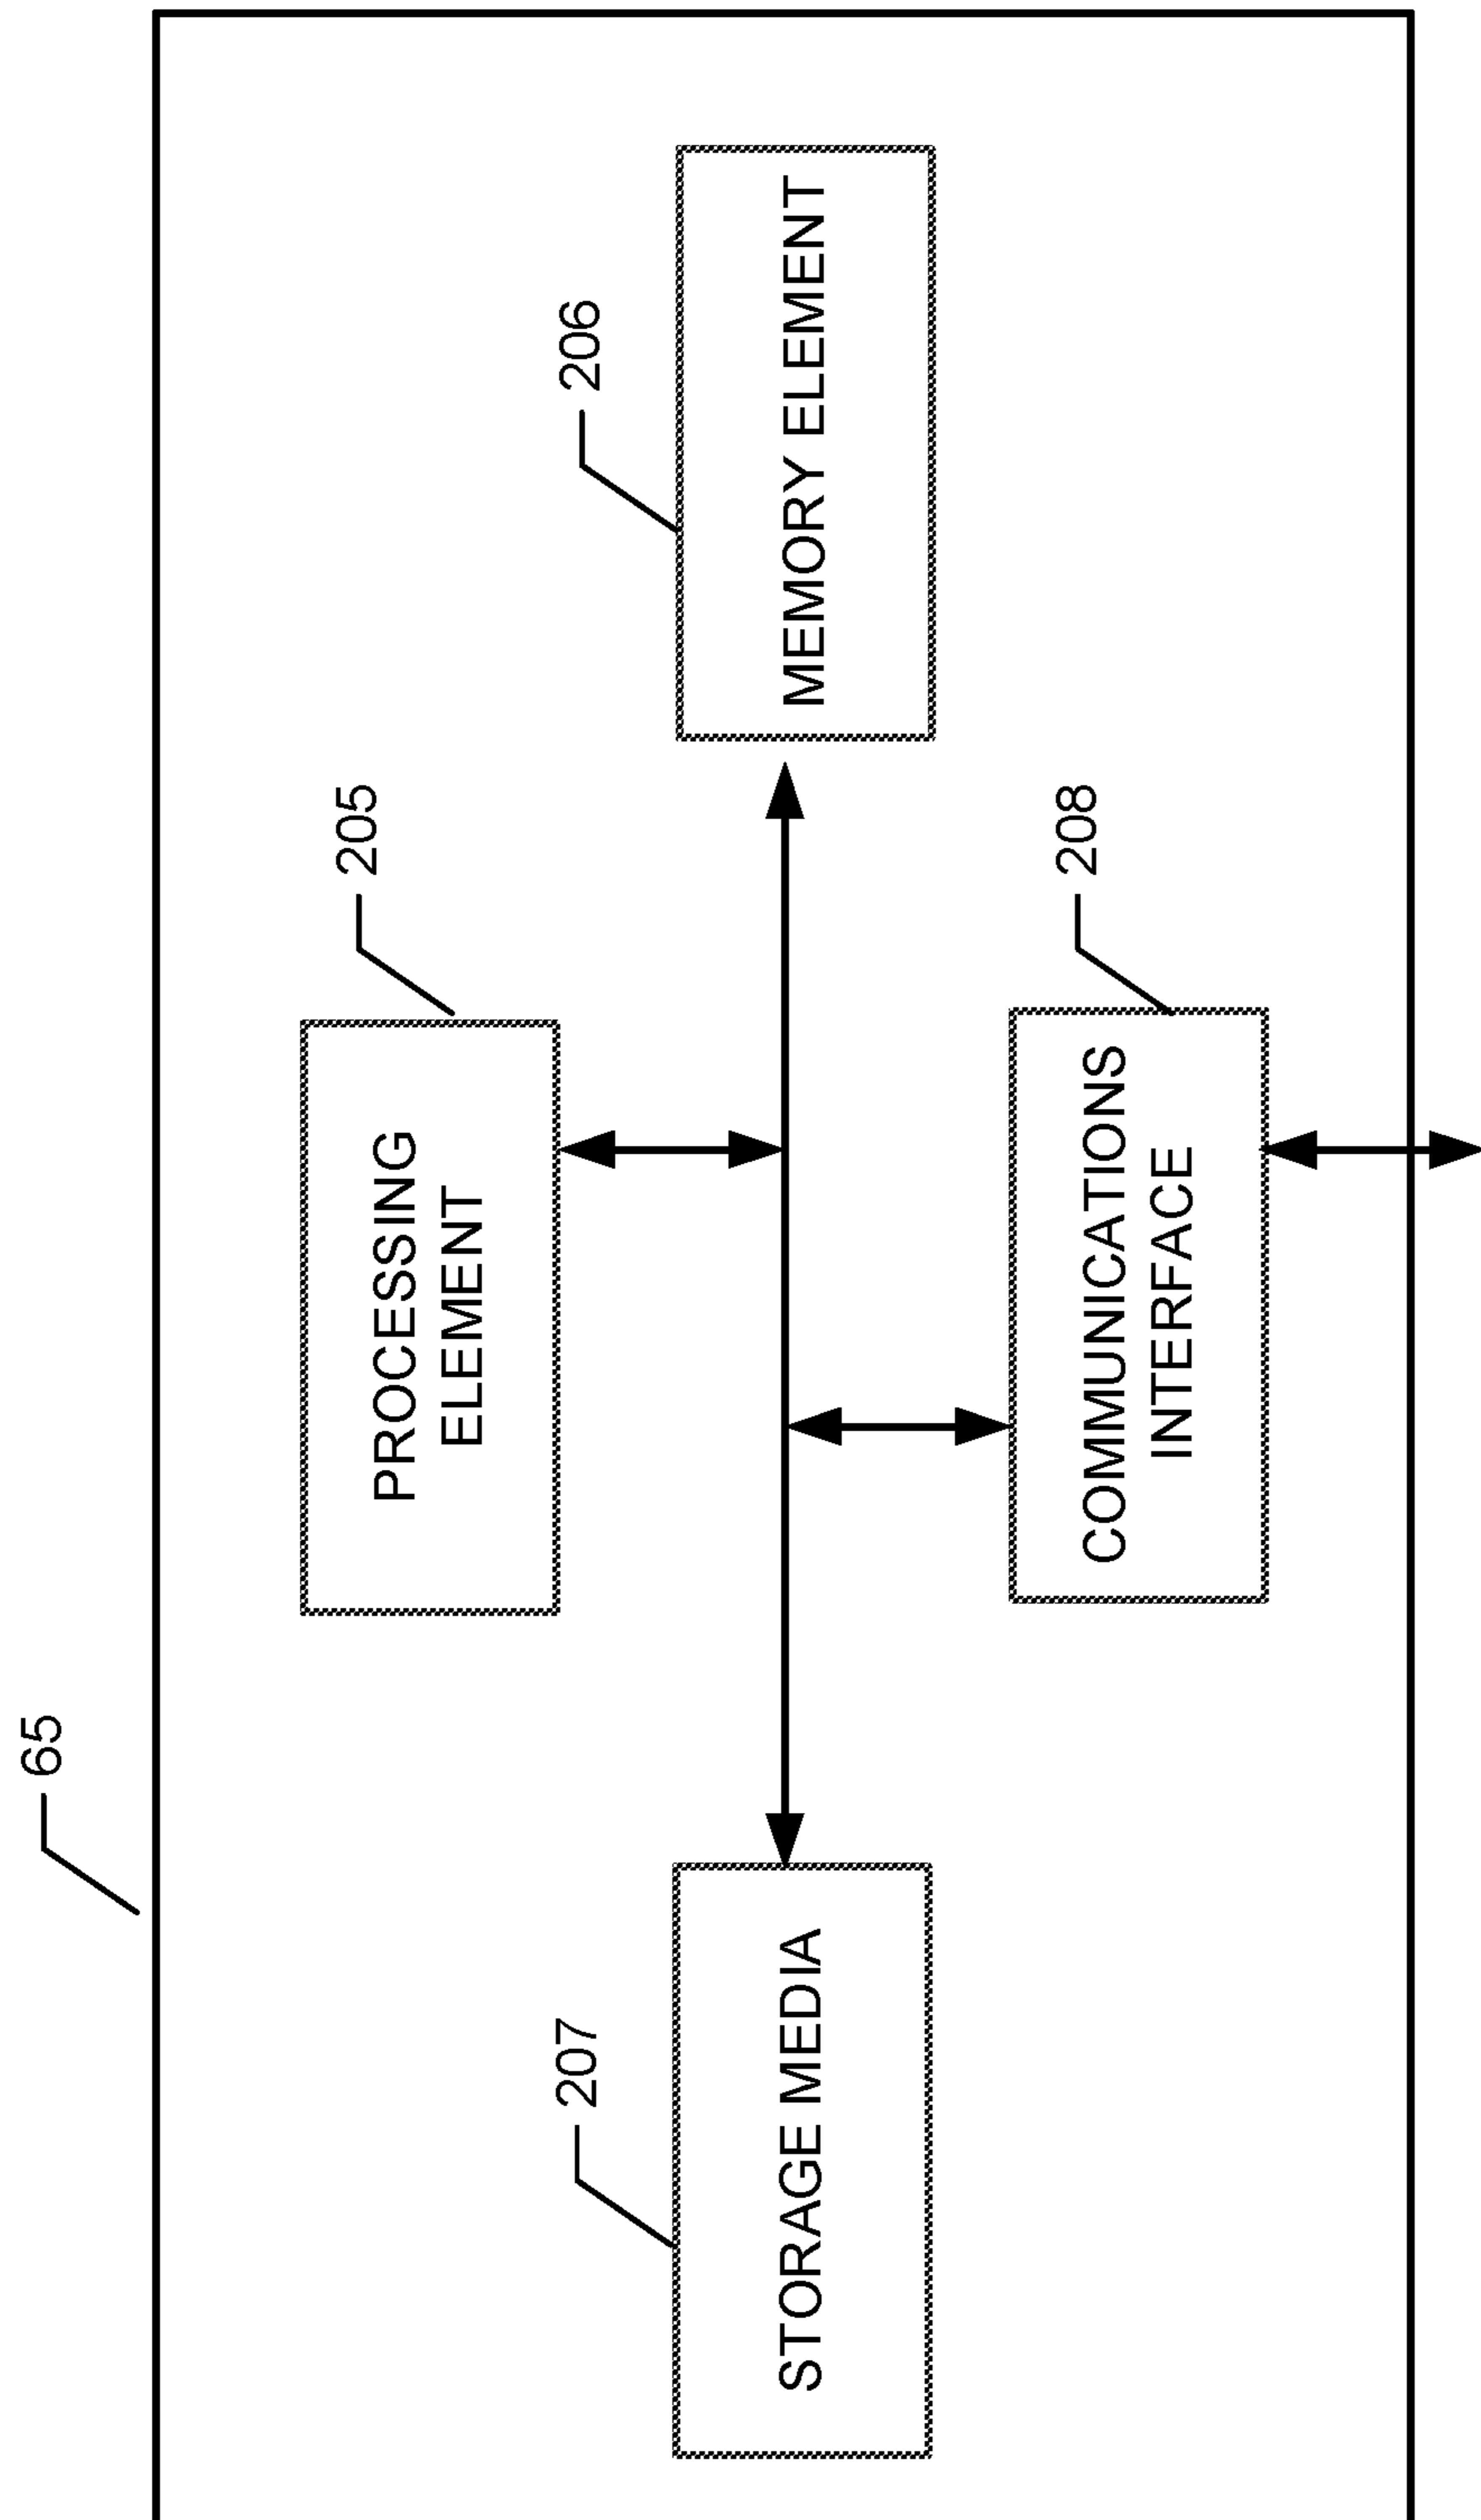 65
205
PROCESSING
ELEMENT
207
STORAGE MEDIA
206
MEMORY ELEMENT
208
COMMUNICATIONS
INTERFACE